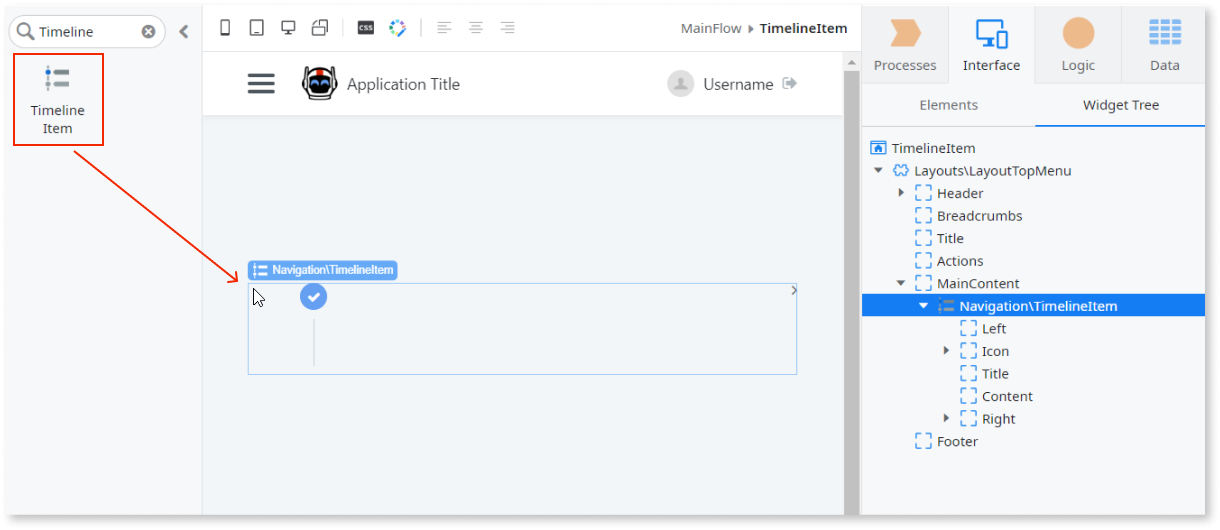 Timeline
Timeline
Item
CSS
MainFlow
TimelineItem
Application Title
Username
Navigation\TimelineItem
Processes
Interface
Logic
Data
Elements
Widget Tree
TimelineItem
Layouts\LayoutTopMenu
Header
Breadcrumbs
Title
Actions
MainContent
Navigation\TimelineItem
Left
Icon
Title
Content
Right
Footer